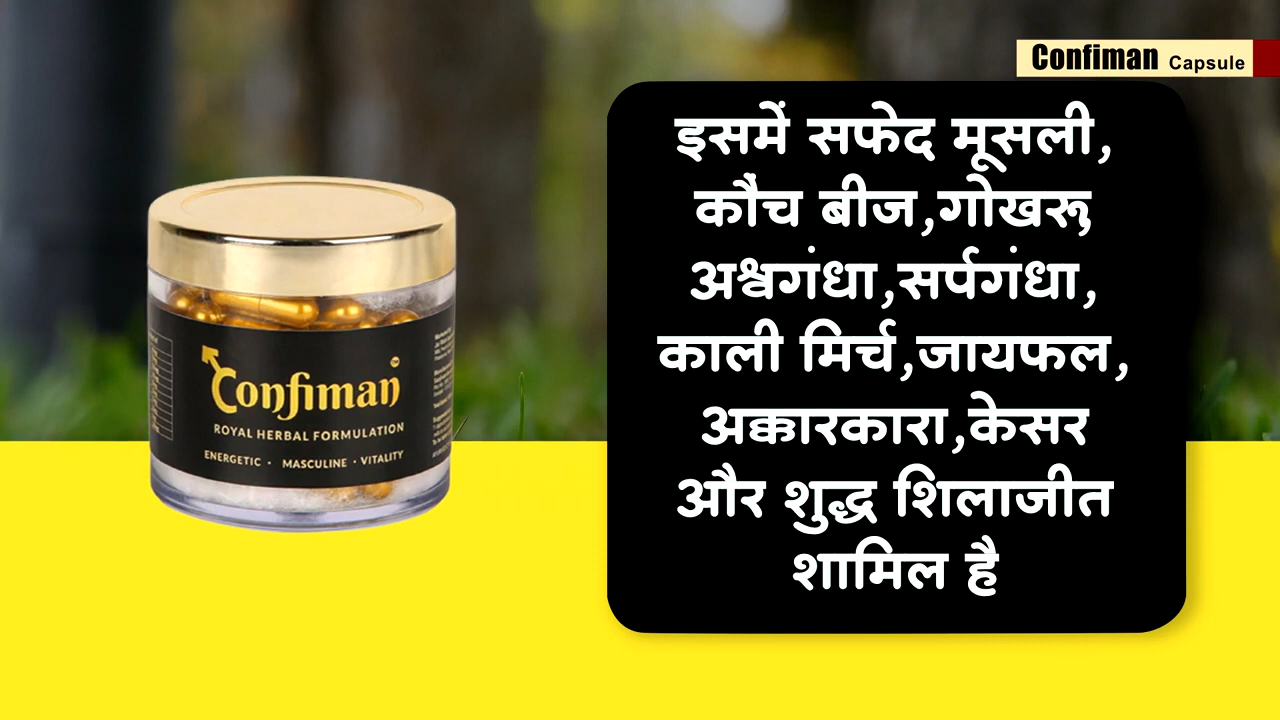 Confiman Capsule
इसमें सफेद मूसली,
कौंच बीज,गोखरू
अश्वगंधा,सर्पगंधा,
काली मिर्च,जायफल,
अक्कारकारा,केसर
और शुद्ध शिलाजीत
शामिल है
Confiman
ROYAL HERBAL FORMULATION
ENERGETIC · MASCULINE · VITALITY